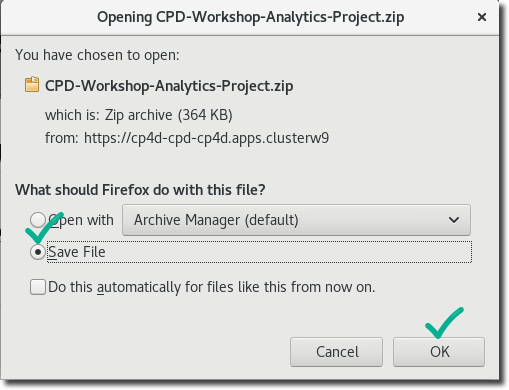 Opening CPD-Workshop-Analytics-Project.zip
You have chosen to open:
CPD-Workshop-Analytics-Project.zip
which is: Zip archive (364 KB)
from: https://cp4d-cpd-cp4d.apps.clusterw9
What should Firefox do with this file?
Open with Archive Manager (default)
Save File
Do this automatically for files like this from now on.
Cancel OK